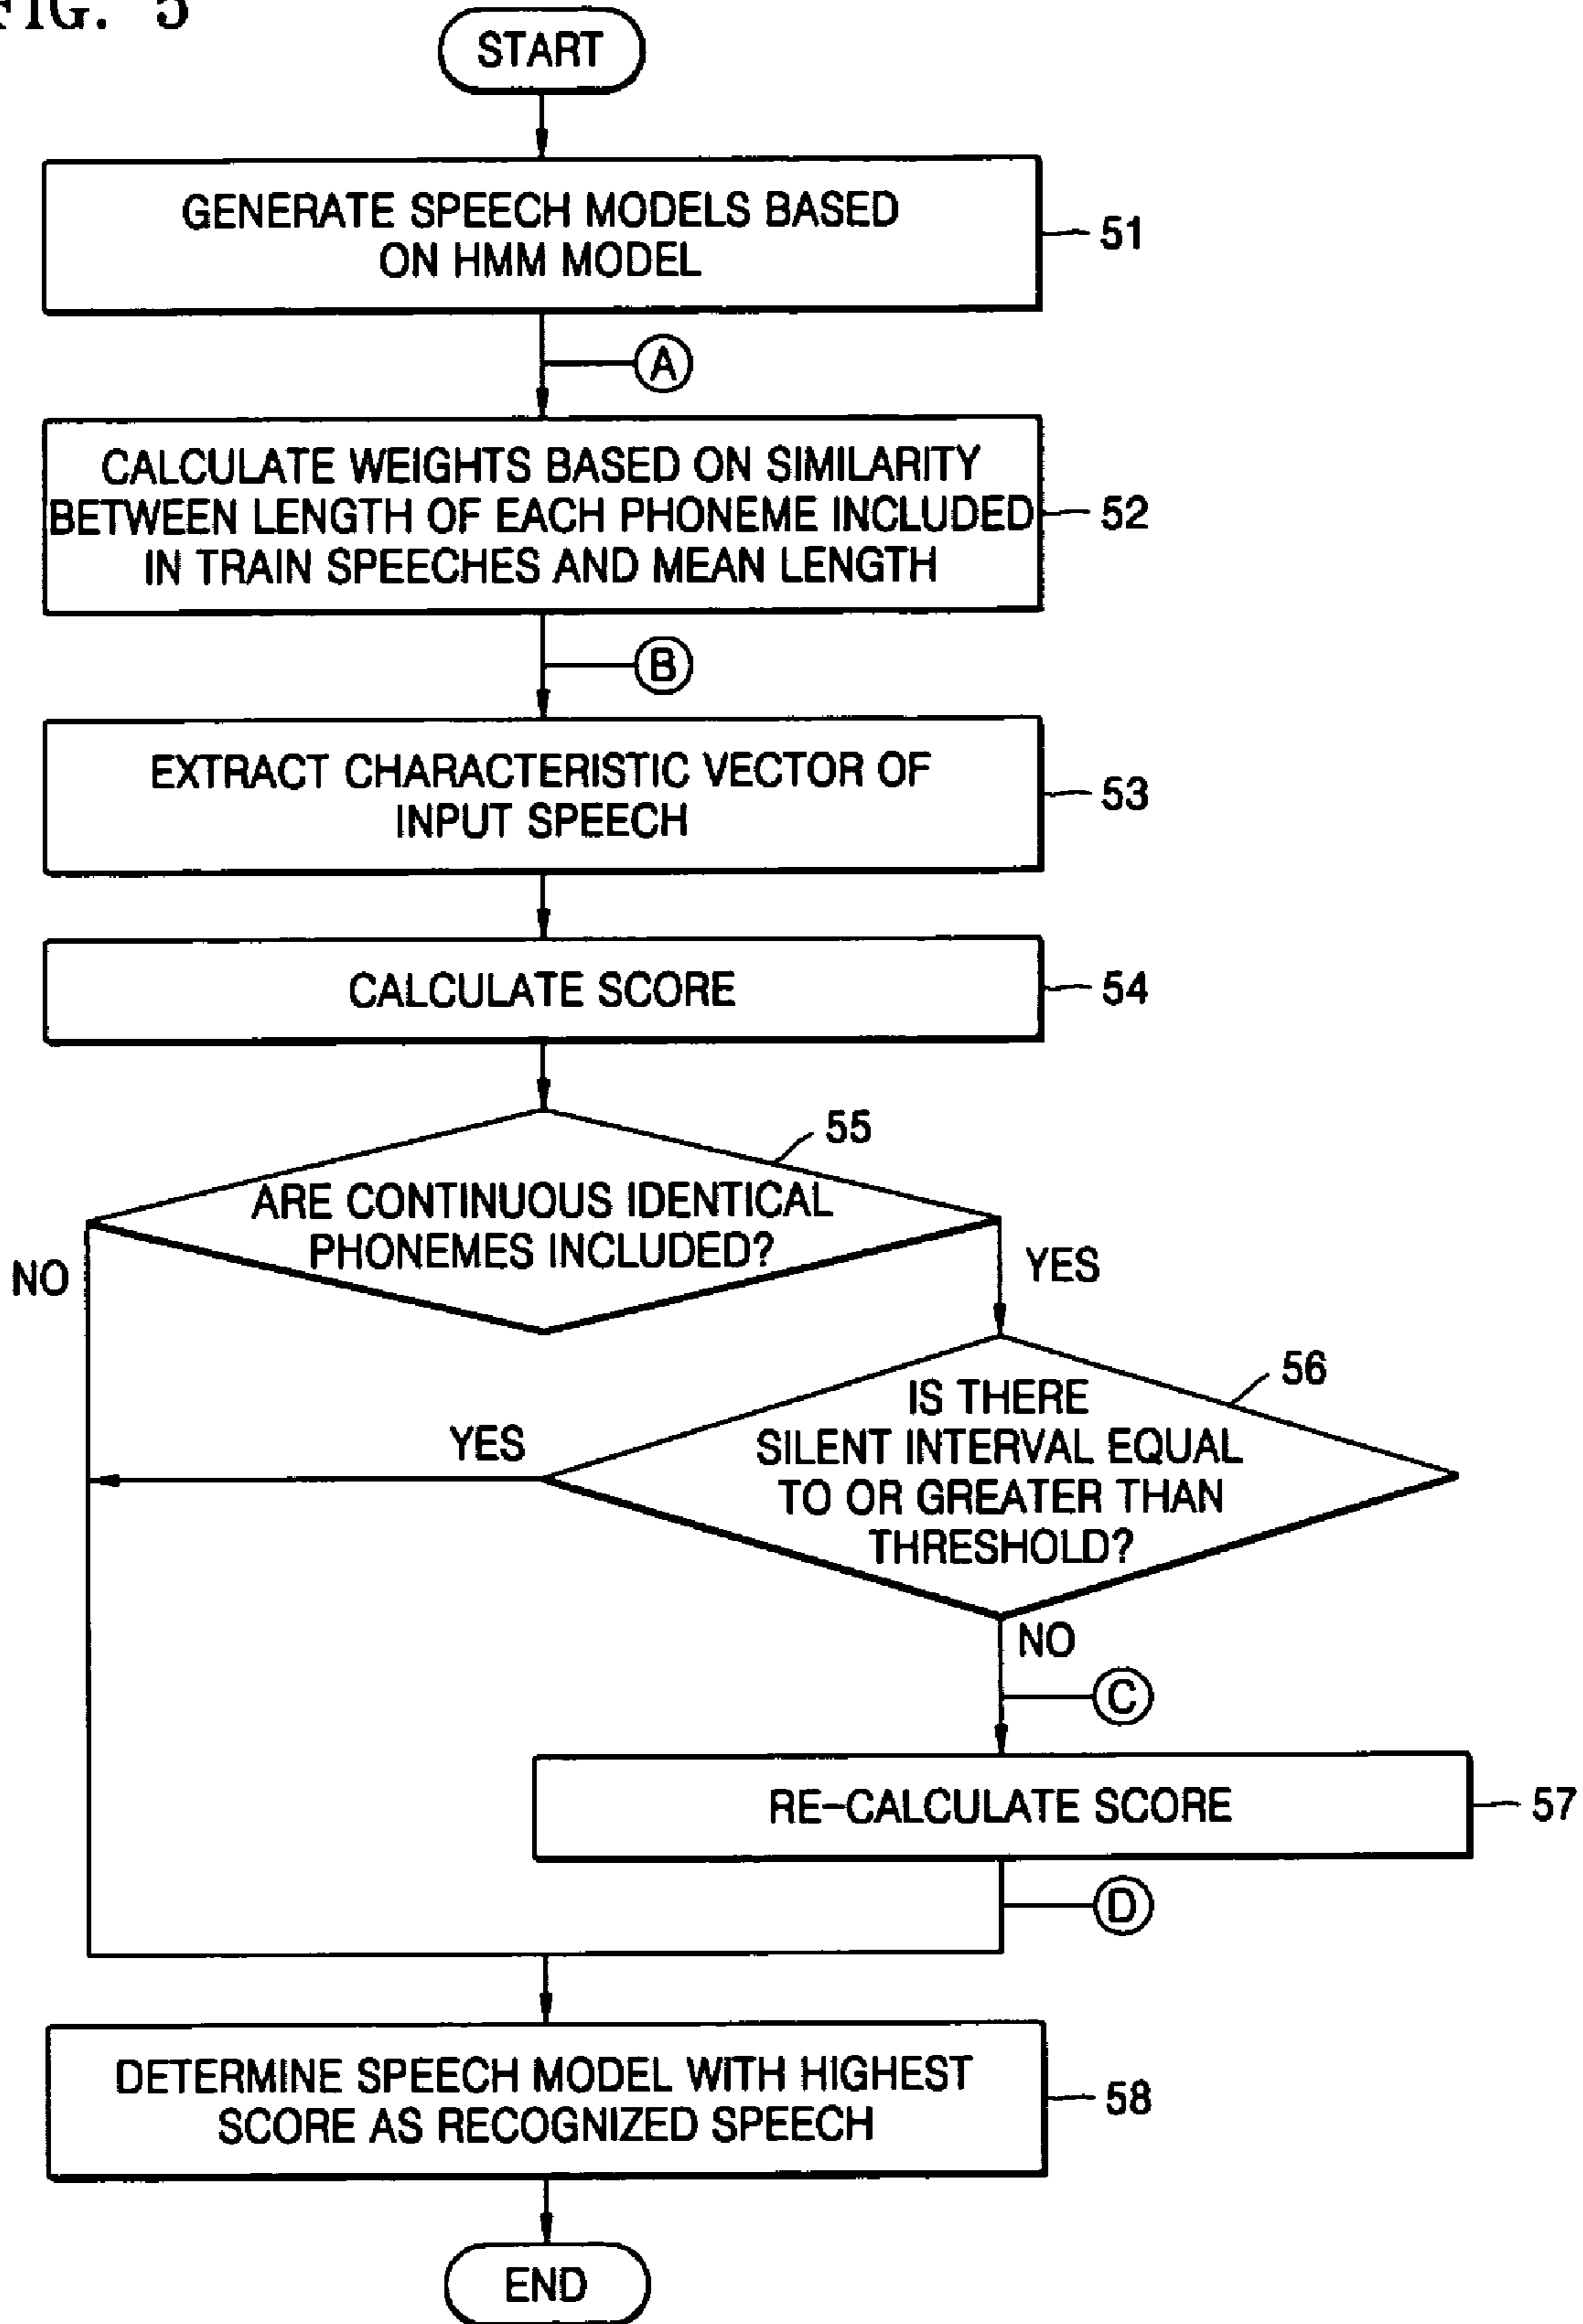 FIG. 5
START
GENERATE SPEECH MODELS BASED
ON HMM MODEL
51
A
CALCULATE WEIGHTS BASED ON SIMILARITY
BETWEEN LENGTH OF EACH PHONEME INCLUDED
IN TRAIN SPEECHES AND MEAN LENGTH
52
B
EXTRACT CHARACTERISTIC VECTOR OF
INPUT SPEECH
53
CALCULATE SCORE
54
55
ARE CONTINUOUS IDENTICAL
PHONEMES INCLUDED?
NO
YES
56
IS THERE
SILENT INTERVAL EQUAL
TO OR GREATER THAN
THRESHOLD?
YES
NO
C
RE-CALCULATE SCORE
57
D
DETERMINE SPEECH MODEL WITH HIGHEST
SCORE AS RECOGNIZED SPEECH
58
END